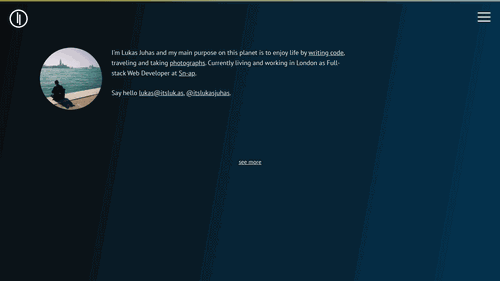 I'm Lukas Juhas and my main purpose on this planet is to enjoy life by writing code,
traveling and taking photographs. Currently living and working in London as Full-
stack Web Developer at Sn-ap.
Say hello lukas@itsluk.as, @itslukasjuhas.
see more